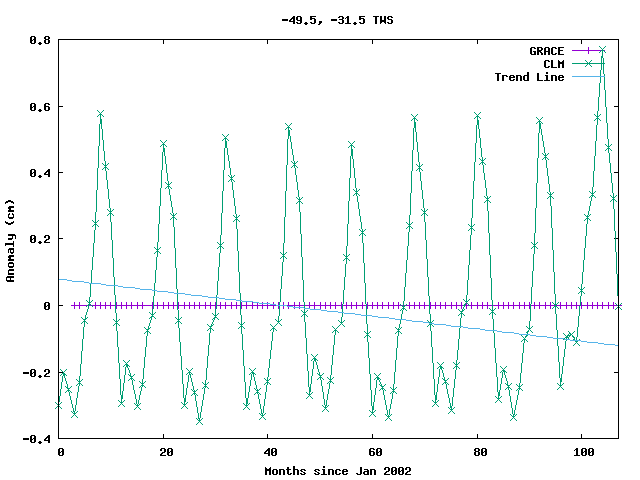 -49.5, -31.5 TWS
GRACE
CLM
Trend Line
0.8
0.6
0.4
0.2
0
-0.2
-0.4
Anomaly (cm)
0 20 40 60 80 100
Months since Jan 2002